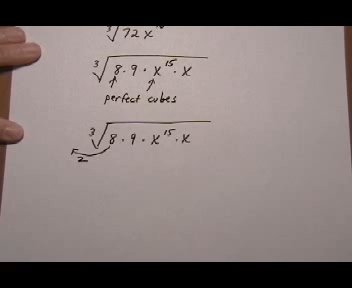 ∛72x
∛8·9·x¹⁵·x
perfect cubes
∛8·9·x¹⁵·x
2